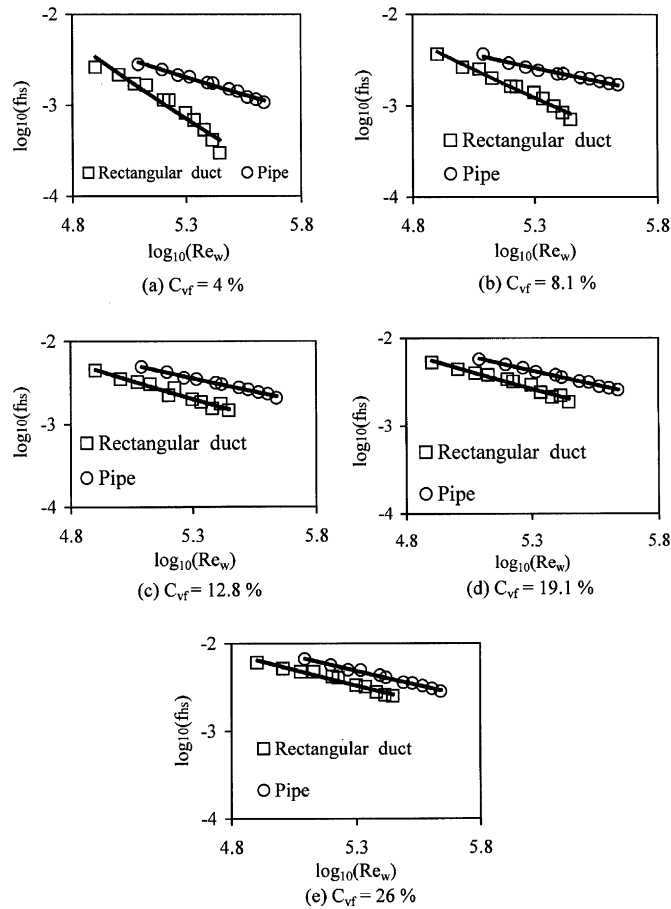 -2
-3
-4
log10(fhs)
□ Rectangular duct ○ Pipe
4.8 5.3 5.8
log10(Rew)
(a) Cvf = 4 %
-2
-3
-4
log10(fhs)
□ Rectangular duct
○ Pipe
4.8 5.3 5.8
log10(Rew)
(b) Cvf = 8.1 %
-2
-3
-4
log10(fhs)
□ Rectangular duct
○ Pipe
4.8 5.3 5.8
log10(Rew)
(c) Cvf = 12.8 %
-2
-3
-4
log10(fhs)
□ Rectangular duct
○ Pipe
4.8 5.3 5.8
log10(Rew)
(d) Cvf = 19.1 %
-2
-3
-4
log10(fhs)
□ Rectangular duct
○ Pipe
4.8 5.3 5.8
log10(Rew)
(e) Cvf = 26 %